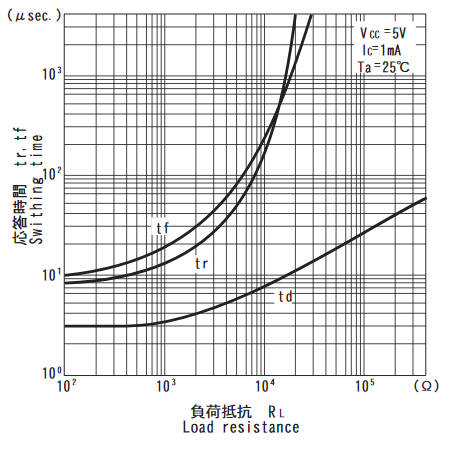 (μsec.)
Vcc=5V
Ic=1mA
Ta=25℃
10³
10²
10¹
10⁰
応答時間 tr,tf
Swithing time
tf
tr
td
10² 10³ 10⁴ 10⁵ (Ω)
負荷抵抗 RL
Load resistance